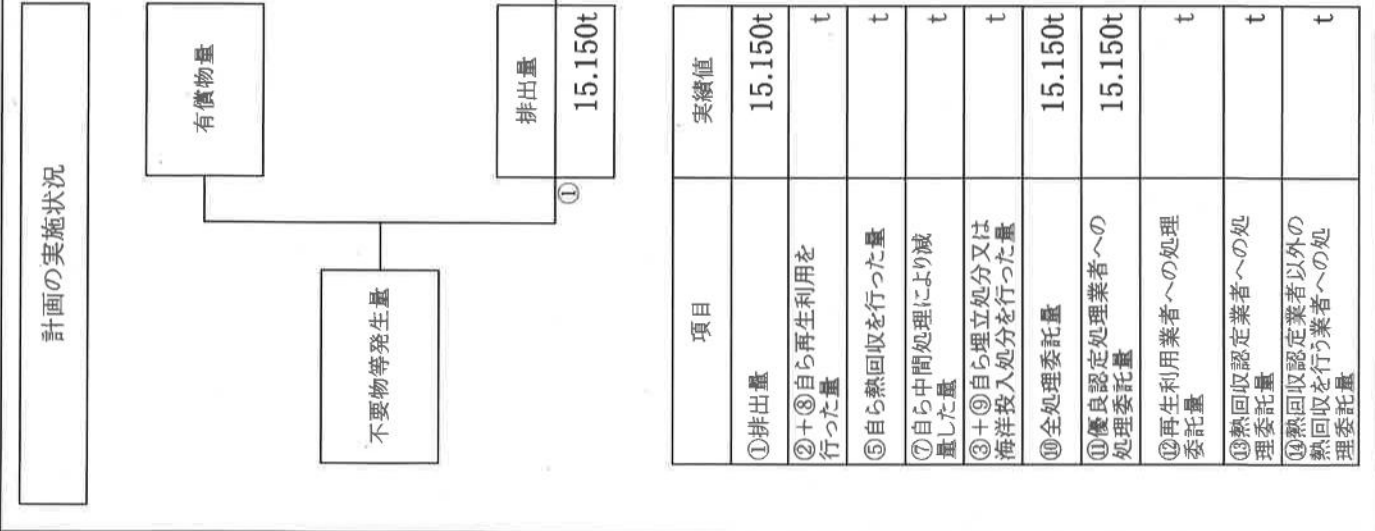 計画の実施状況
有償物量
不要物等発生量
排出量
①
15.150t
項目
実績値
①排出量
15.150t
②+⑧自ら再生利用を
行った量
t
⑤自ら熱回収を行った量
t
⑦自ら中間処理により減
量した量
t
③+⑨自ら埋立処分又は
海洋投入処分を行った量
t
⑩全処理委託量
15.150t
⑪優良認定処理業者への
処理委託量
15.150t
⑫再生利用業者への処理
委託量
t
⑬熱回収認定業者への処
理委託量
t
⑭熱回収認定業者以外の
熱回収を行う業者への処
理委託量
t